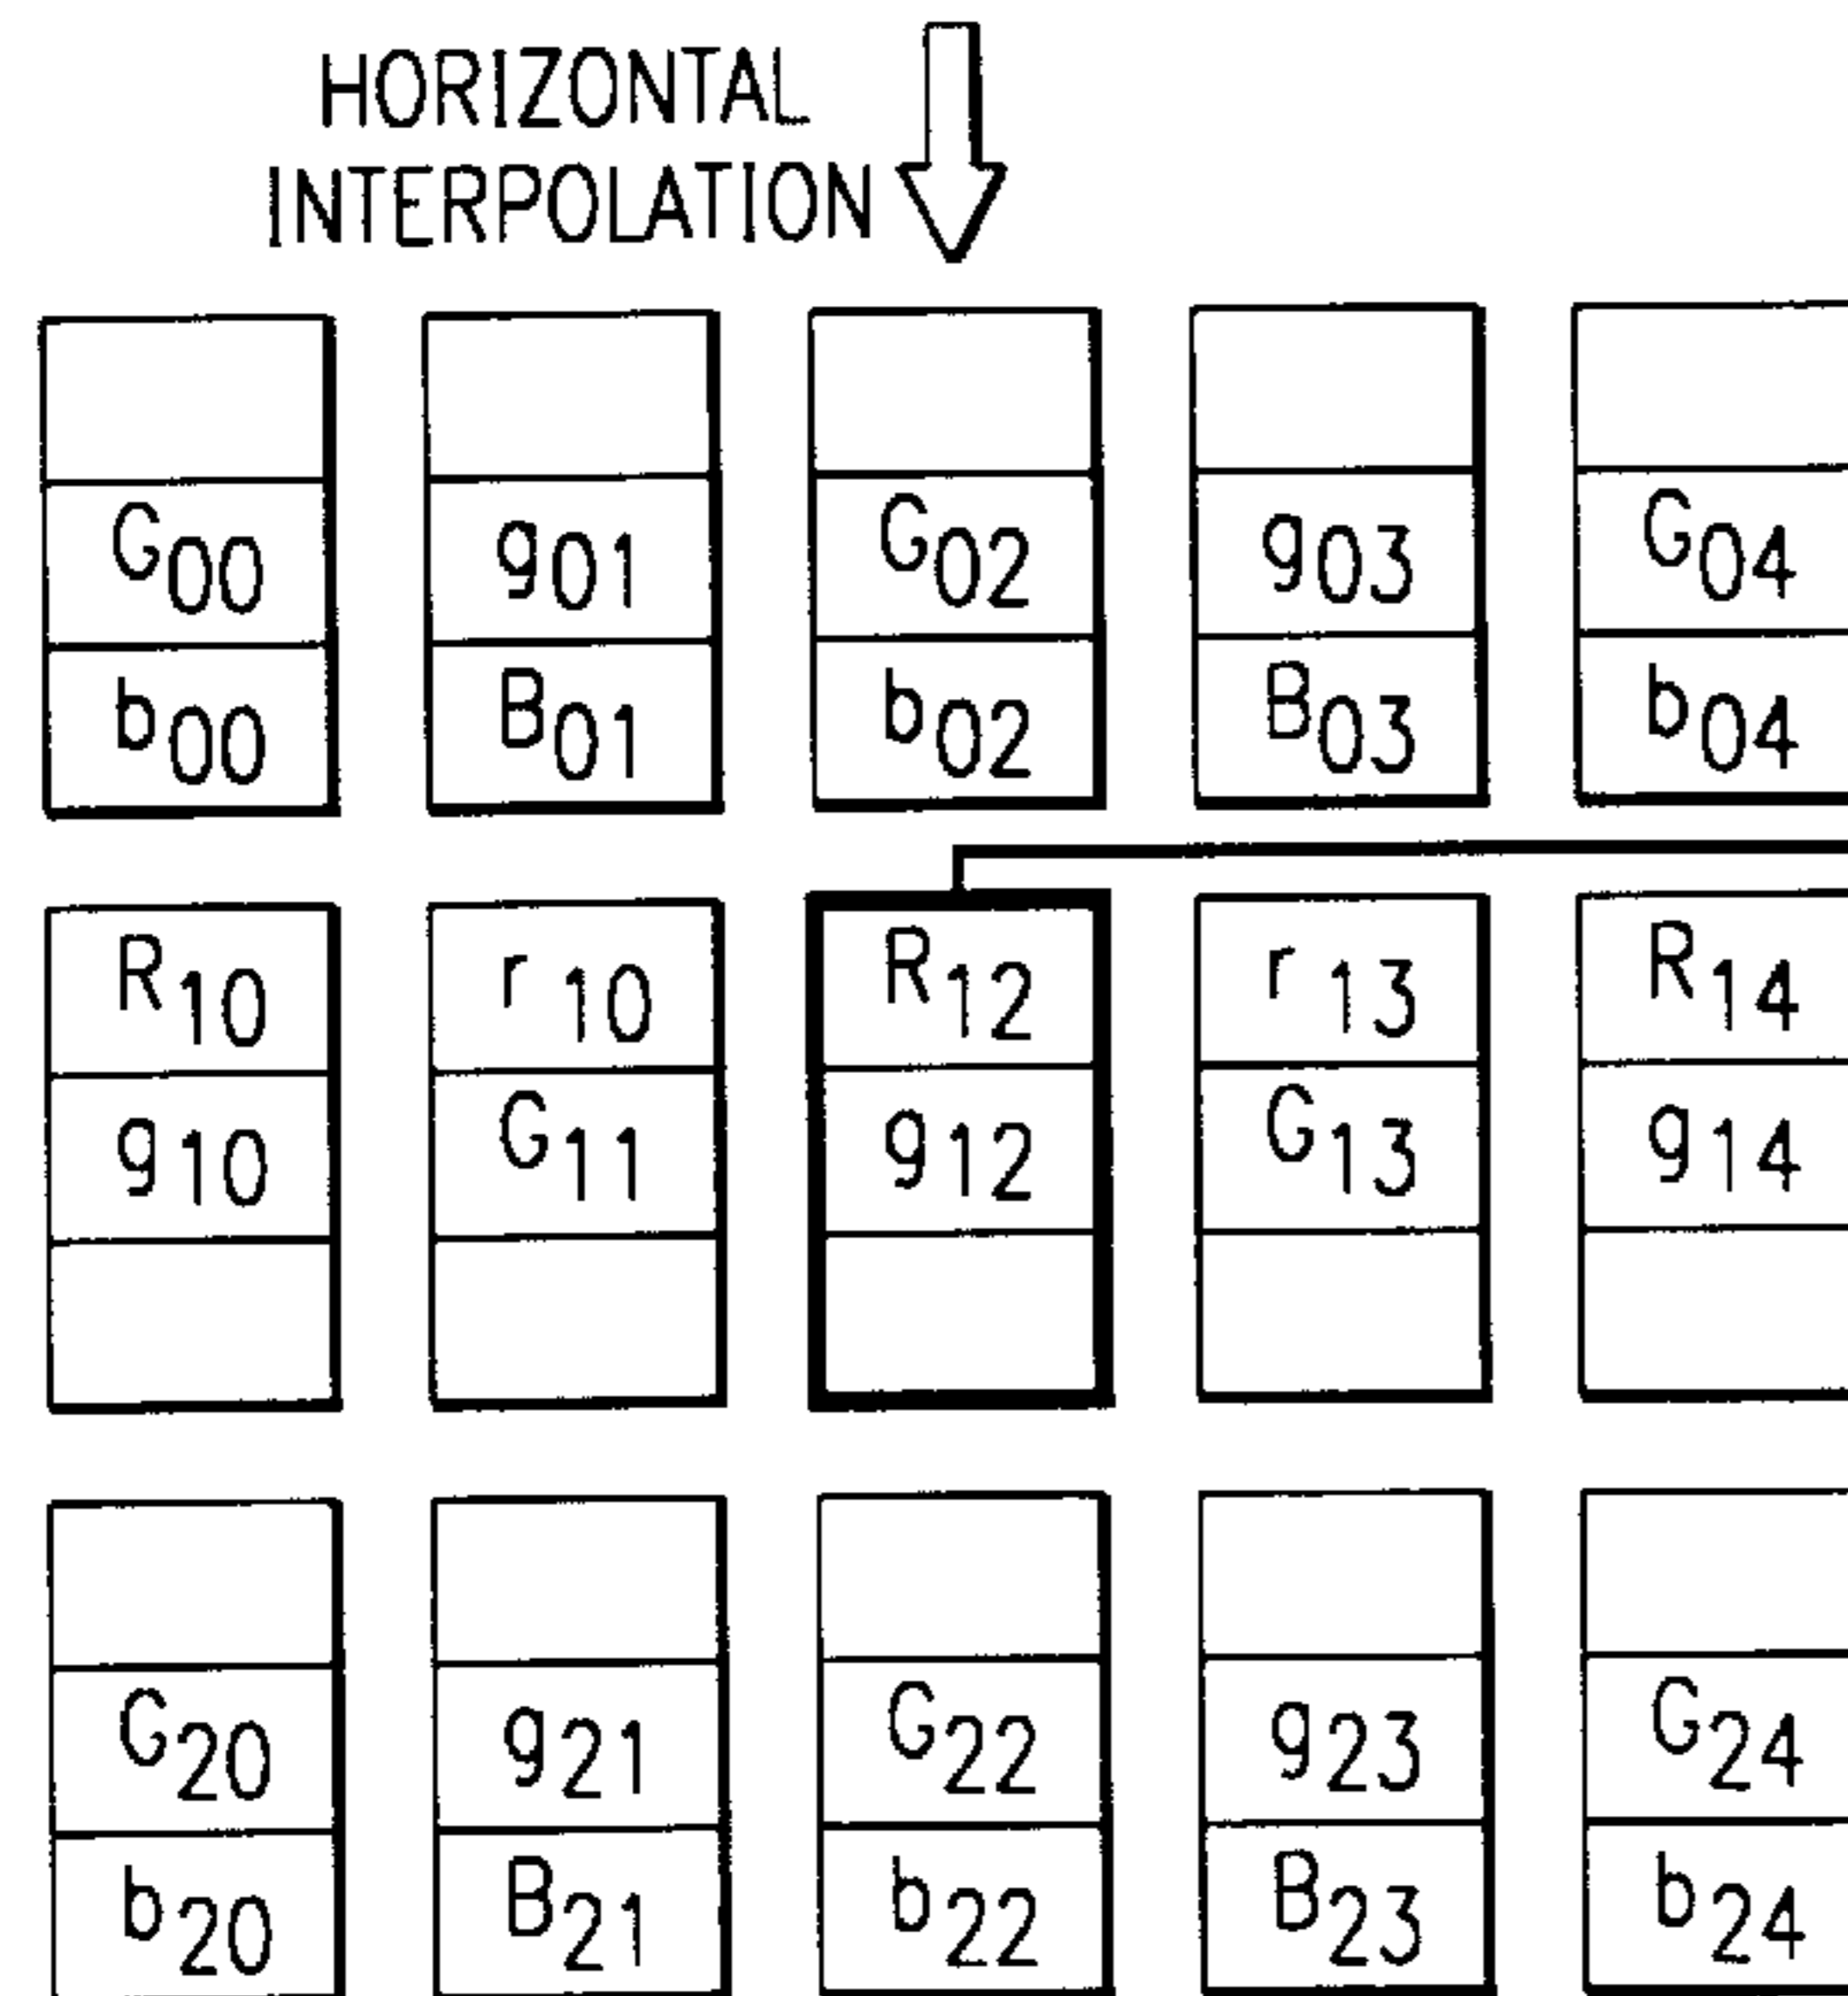 HORIZONTAL
INTERPOLATION
G00 g01 G02 g03 G04
b00 B01 b02 B03 b04
R10 r10 R12 r13 R14
g10 G11 g12 G13 g14
G20 g21 G22 g23 G24
b20 B21 b22 B23 b24